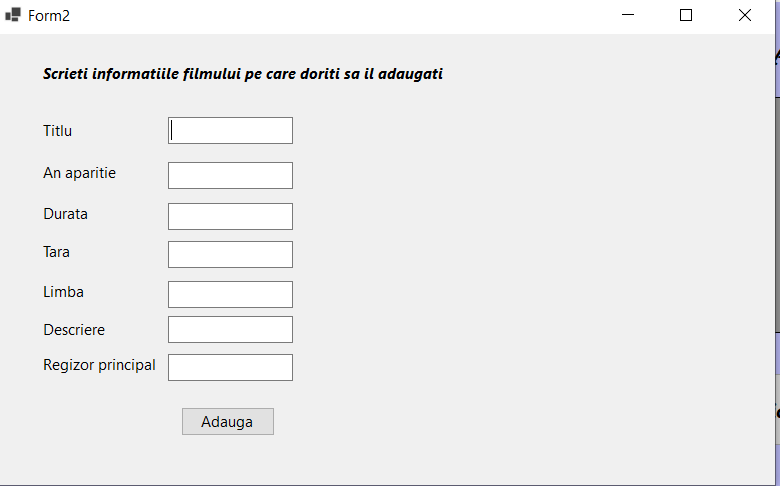 Form2
Scrieti informatiile filmului pe care doriti sa il adaugati
Titlu
An aparitie
Durata
Tara
Limba
Descriere
Regizor principal
Adauga